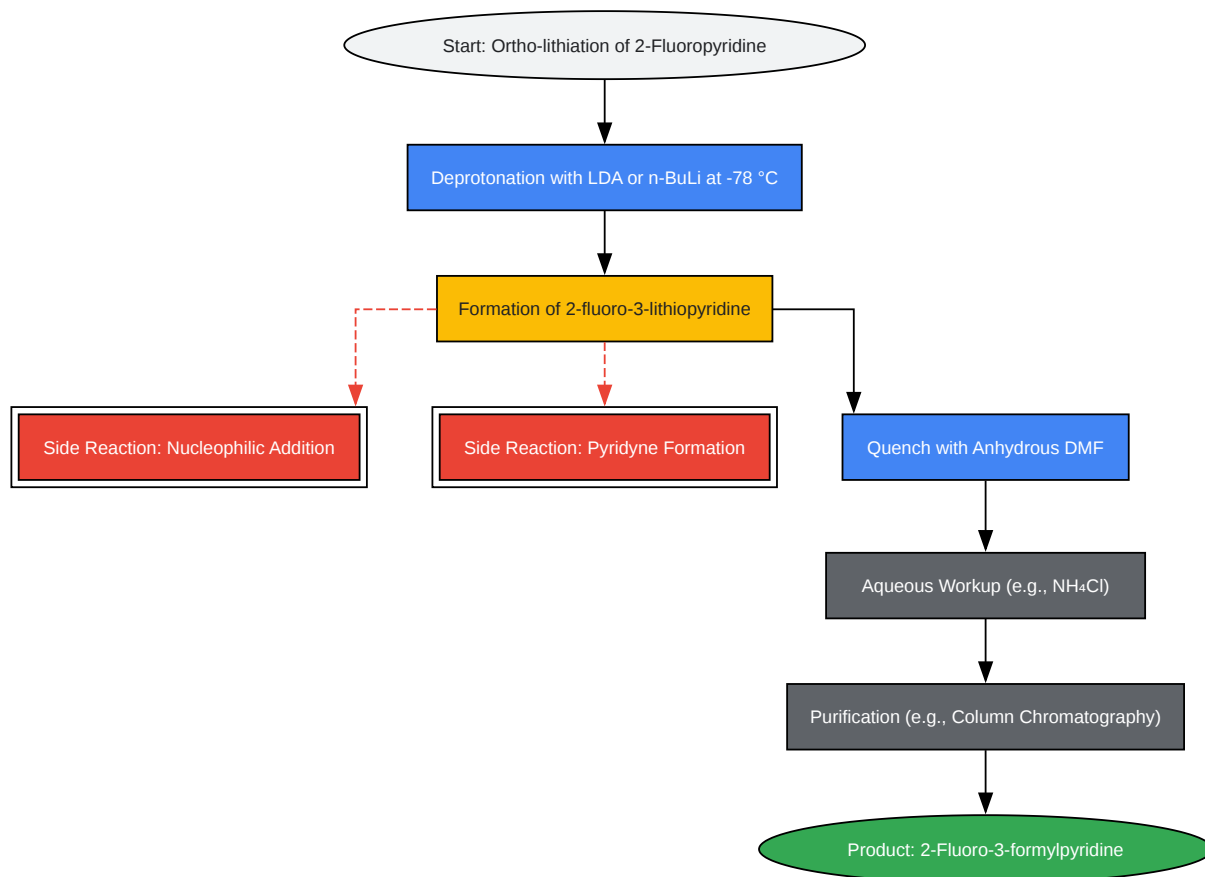 Start: Ortho-lithiation of 2-Fluoropyridine
Deprotonation with LDA or n-BuLi at -78 °C
Formation of 2-fluoro-3-lithiopyridine
Side Reaction: Nucleophilic Addition
Side Reaction: Pyridyne Formation
Quench with Anhydrous DMF
Aqueous Workup (e.g., NH₄Cl)
Purification (e.g., Column Chromatography)
Product: 2-Fluoro-3-formylpyridine